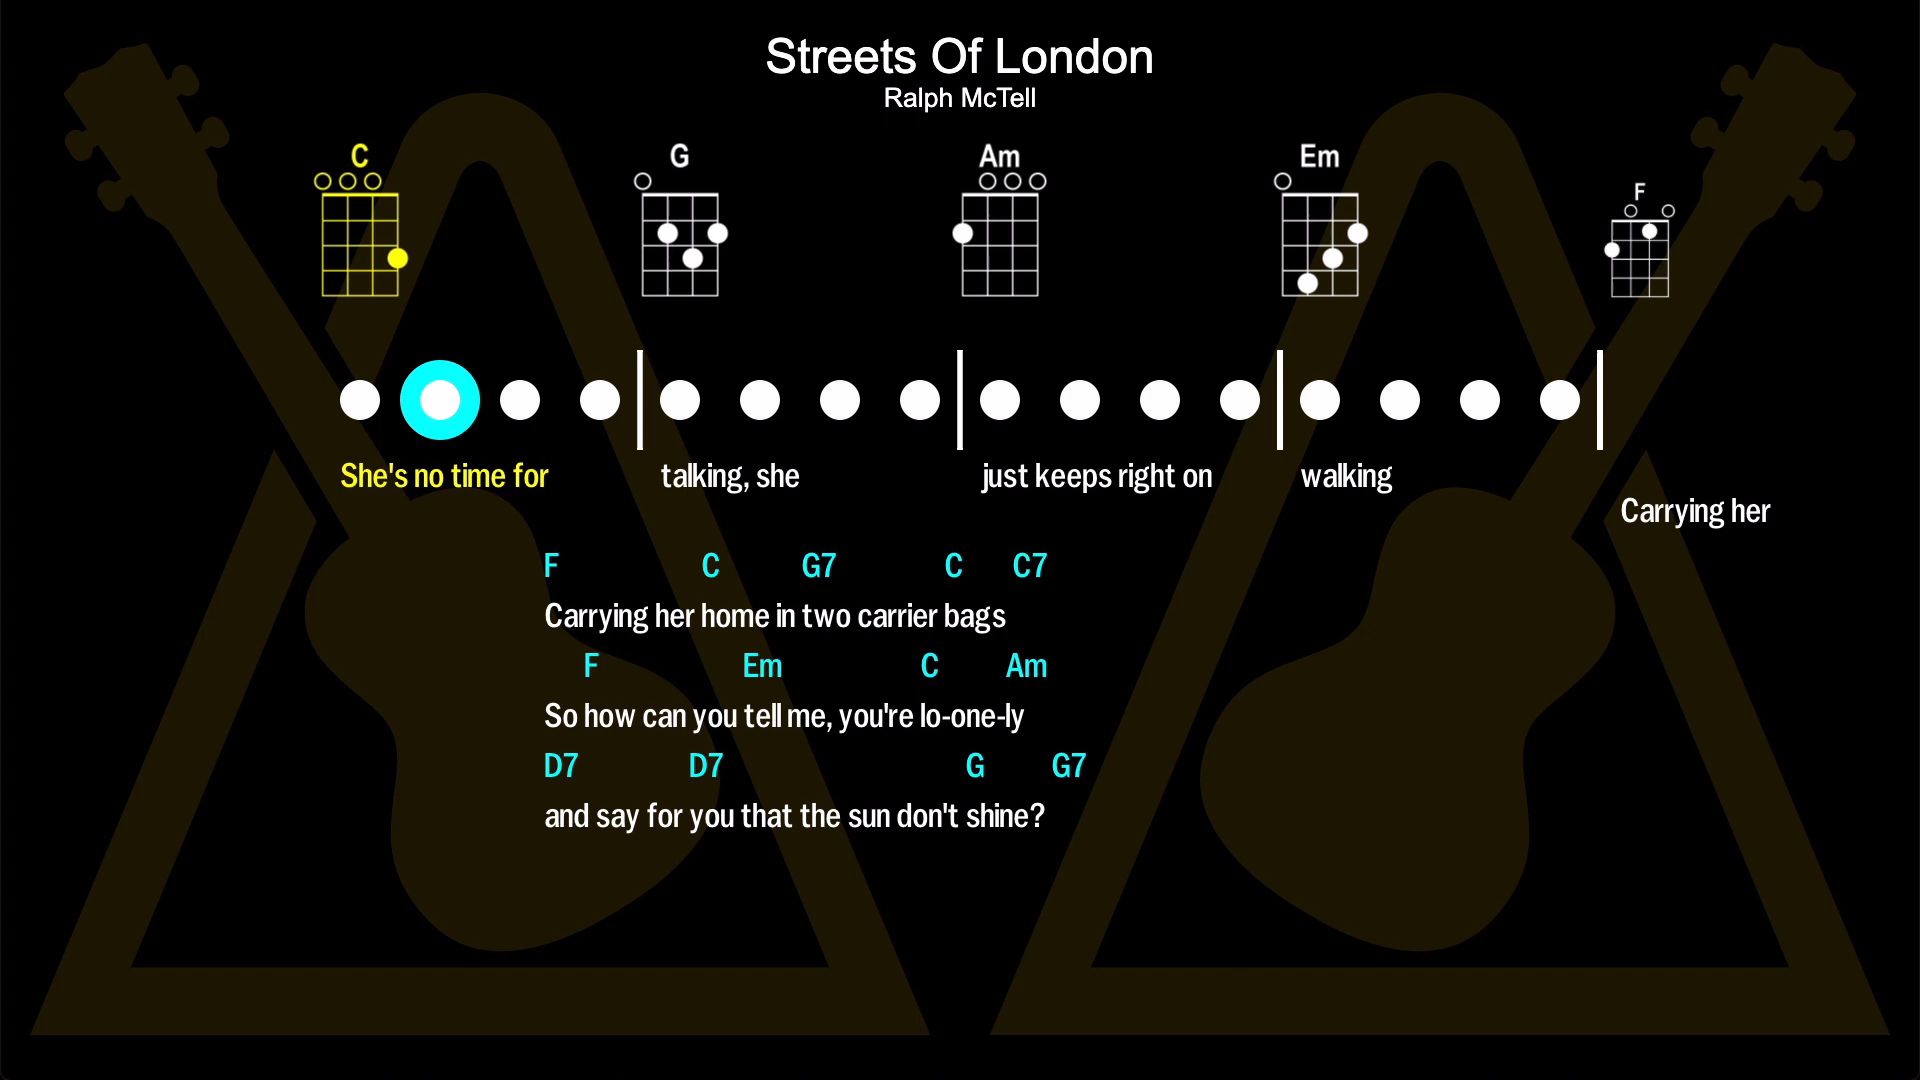 Streets Of London
Ralph McTell
C G Am Em F
She's no time for talking, she just keeps right on walking
Carrying her
F C G7 C C7
Carrying her home in two carrier bags
F Em C Am
So how can you tell me, you're lo-one-ly
D7 D7 G G7
and say for you that the sun don't shine?